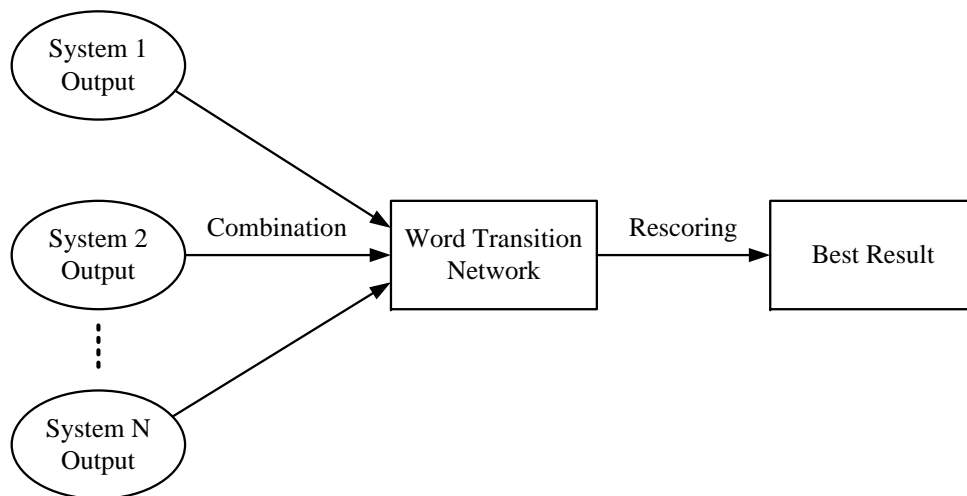 System 1
Output
System 2
Output
Combination
Word Transition
Network
Rescoring
Best Result
System N
Output